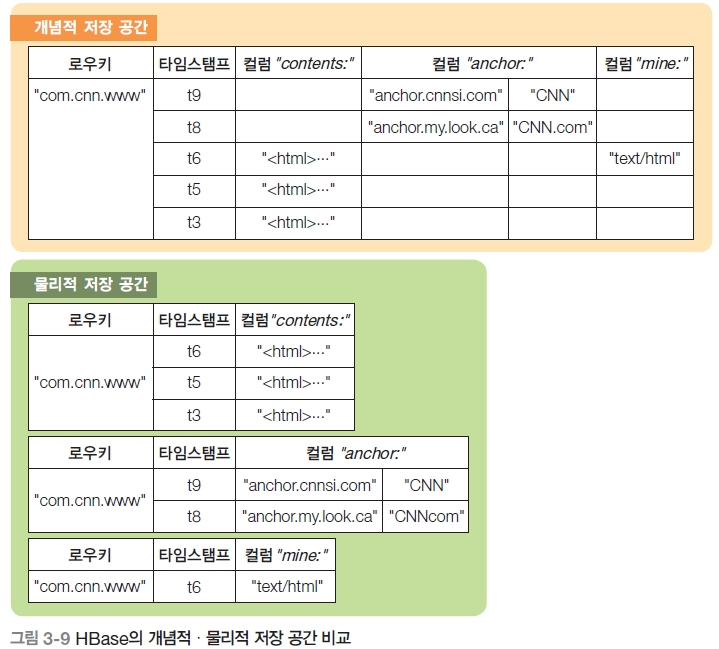 개념적 저장 공간
로우키 타임스탬프 컬럼 "contents:" 컬럼 "anchor:" 컬럼"mine:"
"com.cnn.www" t9 "anchor.cnnsi.com" "CNN"
t8 "anchor.my.look.ca" "CNN.com"
t6 "<html>···" "text/html"
t5 "<html>···"
t3 "<html>···"
물리적 저장 공간
로우키 타임스탬프 컬럼"contents:"
"com.cnn.www" t6 "<html>···"
t5 "<html>···"
t3 "<html>···"
로우키 타임스탬프 컬럼 "anchor:"
"com.cnn.www" t9 "anchor.cnnsi.com" "CNN"
t8 "anchor.my.look.ca" "CNNcom"
로우키 타임스탬프 컬럼 "mine:"
"com.cnn.www" t6 "text/html"
그림 3-9 HBase의 개념적·물리적 저장 공간 비교